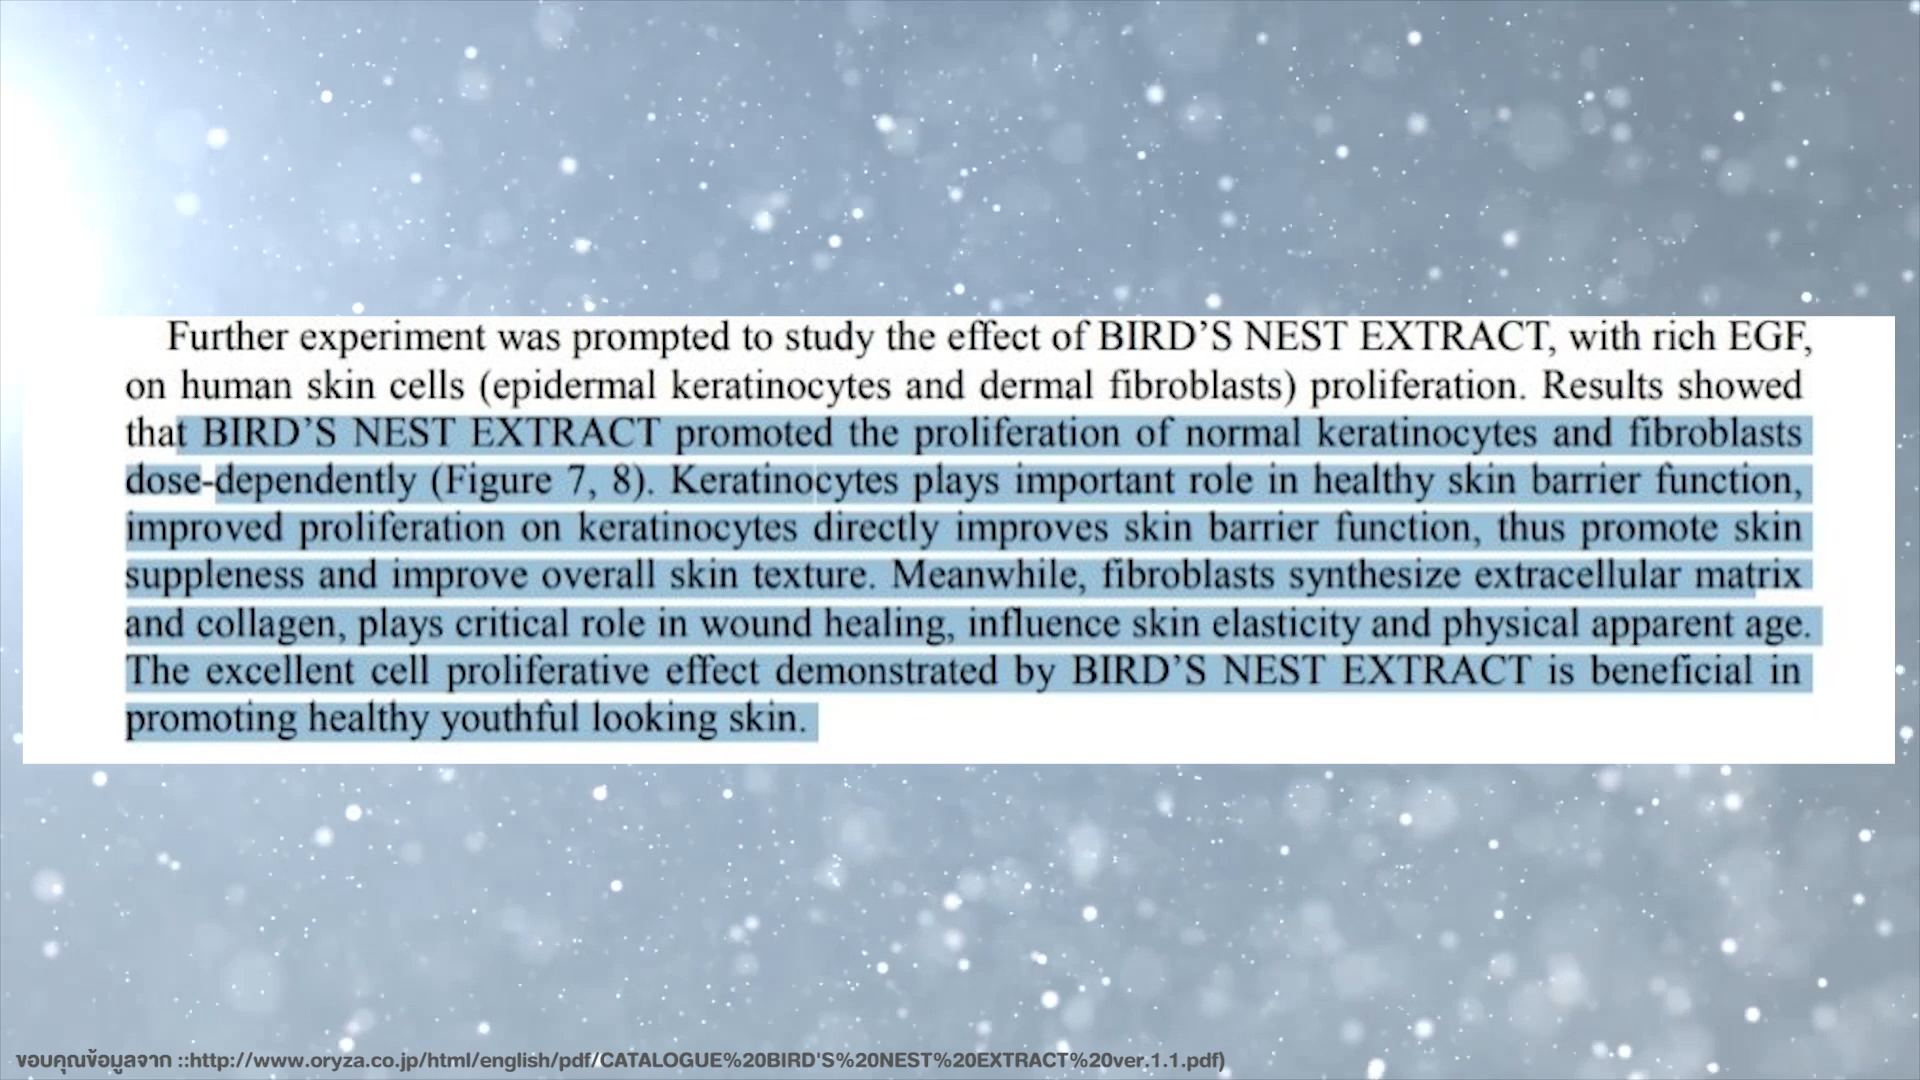 Further experiment was prompted to study the effect of BIRD’S NEST EXTRACT, with rich EGF,
on human skin cells (epidermal keratinocytes and dermal fibroblasts) proliferation. Results showed
that BIRD’S NEST EXTRACT promoted the proliferation of normal keratinocytes and fibroblasts
dose-dependently (Figure 7, 8). Keratinocytes plays important role in healthy skin barrier function,
improved proliferation on keratinocytes directly improves skin barrier function, thus promote skin
suppleness and improve overall skin texture. Meanwhile, fibroblasts synthesize extracellular matrix
and collagen, plays critical role in wound healing, influence skin elasticity and physical apparent age.
The excellent cell proliferative effect demonstrated by BIRD’S NEST EXTRACT is beneficial in
promoting healthy youthful looking skin.
ขอบคุณข้อมูลจาก ::http://www.oryza.co.jp/html/english/pdf/CATALOGUE%20BIRD'S%20NEST%20EXTRACT%20ver.1.1.pdf)